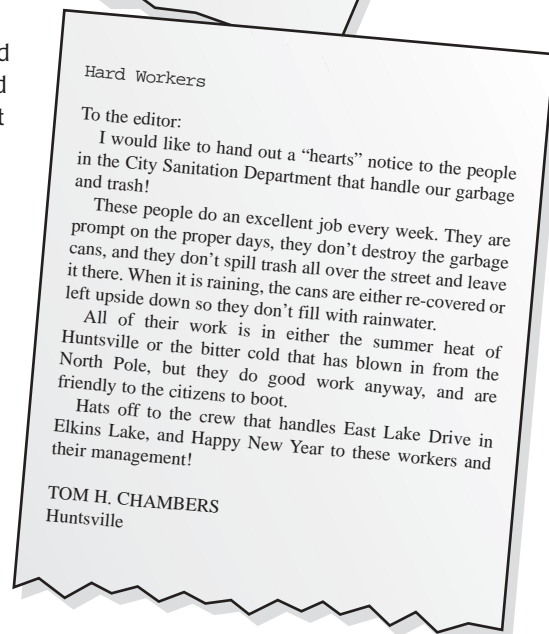 d
d
t
Hard Workers
To the editor:
I would like to hand out a “hearts” notice to the people
in the City Sanitation Department that handle our garbage
and trash!
These people do an excellent job every week. They are
prompt on the proper days, they don’t destroy the garbage
cans, and they don’t spill trash all over the street and leave
it there. When it is raining, the cans are either re-covered or
left upside down so they don’t fill with rainwater.
All of their work is in either the summer heat of
Huntsville or the bitter cold that has blown in from the
North Pole, but they do good work anyway, and are
friendly to the citizens to boot.
Hats off to the crew that handles East Lake Drive in
Elkins Lake, and Happy New Year to these workers and
their management!
TOM H. CHAMBERS
Huntsville